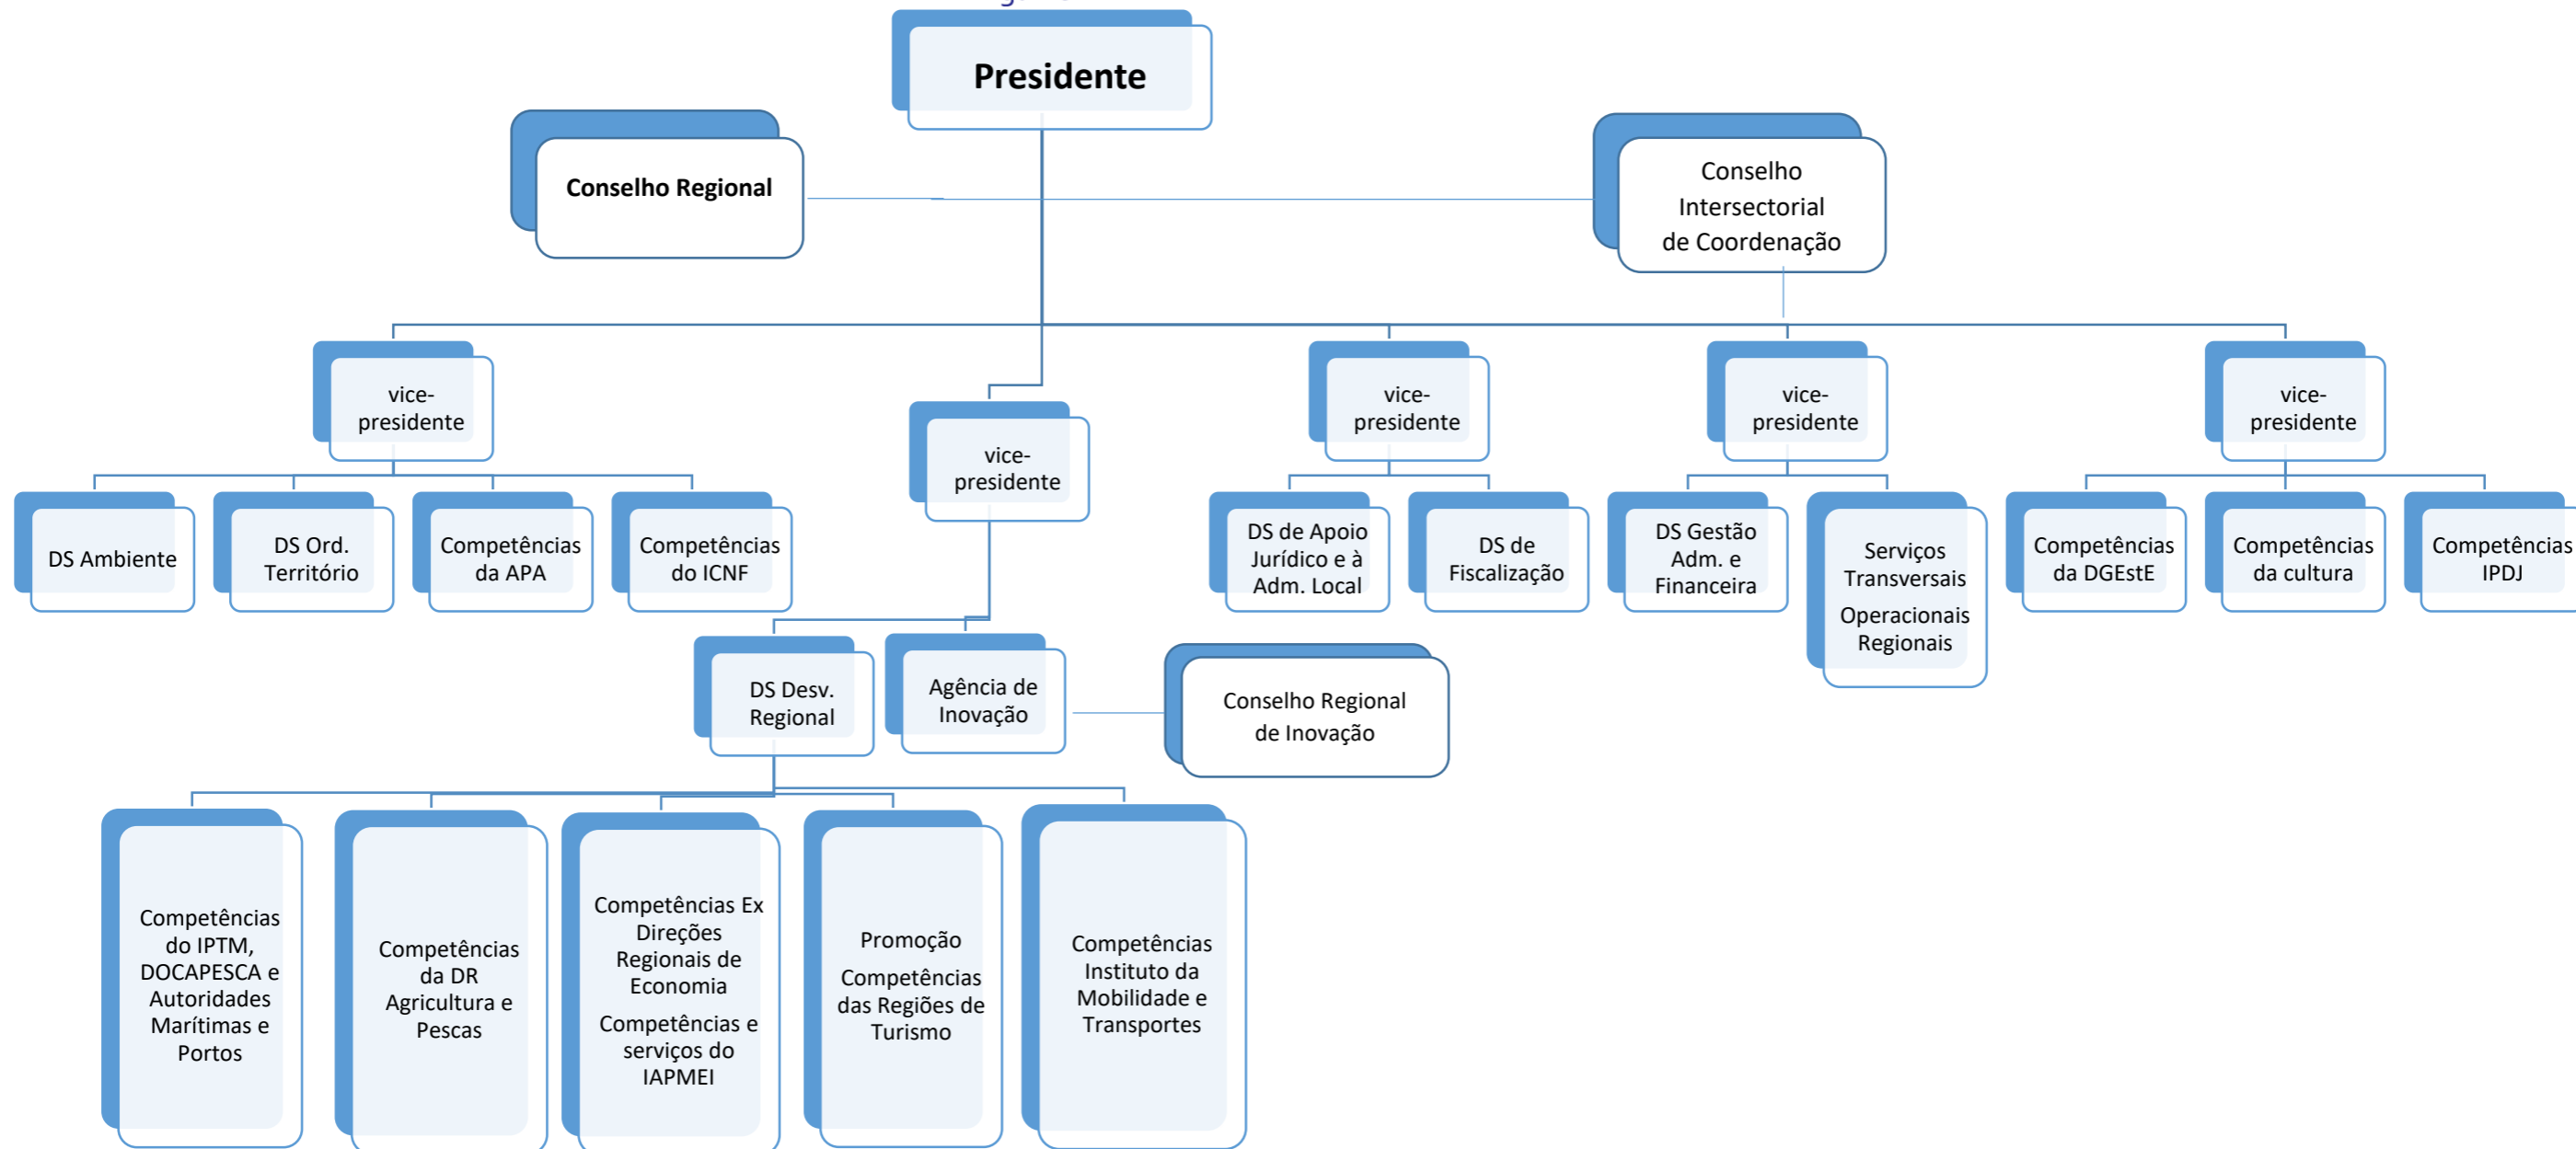 Presidente
Conselho Regional
Conselho
Intersectorial
de Coordenação
vice-
presidente
vice-
presidente
vice-
presidente
vice-
presidente
vice-
presidente
DS Ambiente
DS Ord.
Território
Competências
da APA
Competências
do ICNF
DS de Apoio
Jurídico e à
Adm. Local
DS de
Fiscalização
DS Gestão
Adm. e
Financeira
Serviços
Transversais
Operacionais
Regionais
Competências
da DGEstE
Competências
da cultura
Competências
IPDJ
DS Desv.
Regional
Agência de
Inovação
Conselho Regional
de Inovação
Competências
do IPTM,
DOCAPESCA e
Autoridades
Marítimas e
Portos
Competências
da DR
Agricultura e
Pescas
Competências Ex
Direções
Regionais de
Economia
Competências e
serviços do
IAPMEI
Promoção
Competências
das Regiões de
Turismo
Competências
Instituto da
Mobilidade e
Transportes